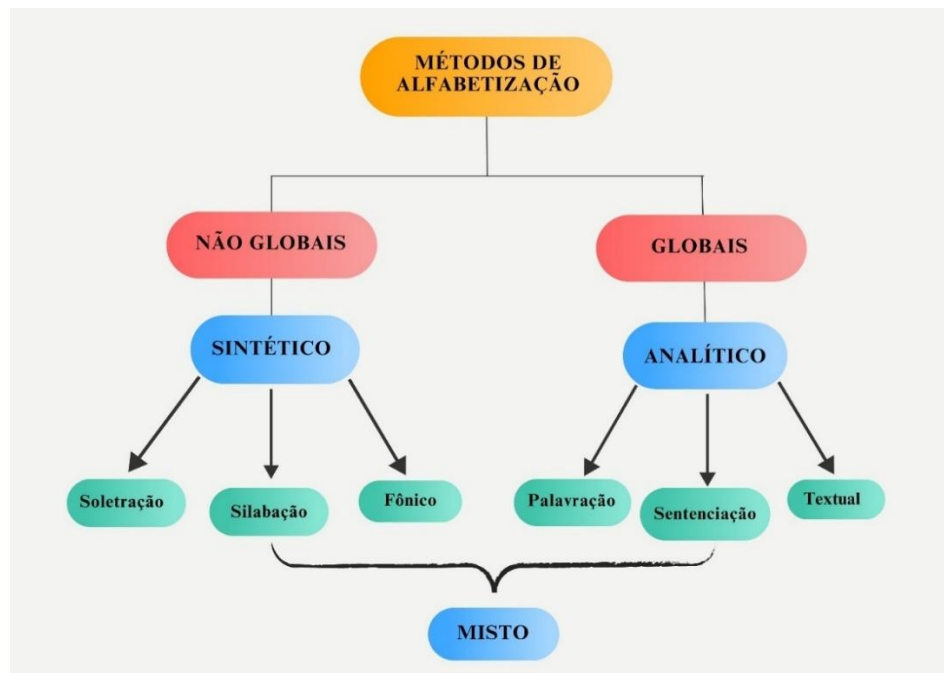 MÉTODOS DE
ALFABETIZAÇÃO
NÃO GLOBAIS
GLOBAIS
SINTÉTICO
ANALÍTICO
Soletração
Silabação
Fônico
Palavração
Sentenciação
Textual
MISTO